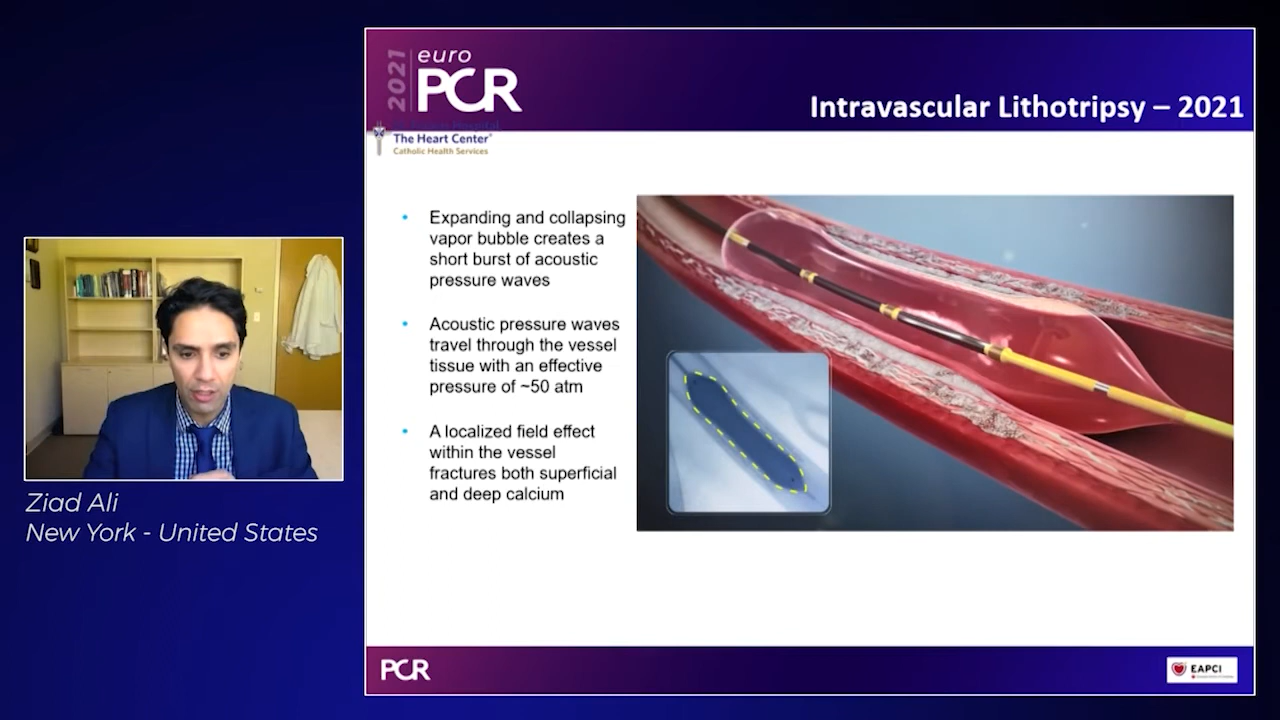 2021
euro
PCR
Intravascular Lithotripsy – 2021
The Heart Center
Catholic Health Services
• Expanding and collapsing
vapor bubble creates a
short burst of acoustic
pressure waves
• Acoustic pressure waves
travel through the vessel
tissue with an effective
pressure of ~50 atm
• A localized field effect
within the vessel
fractures both superficial
and deep calcium
Ziad Ali
New York - United States
PCR
EAPCI